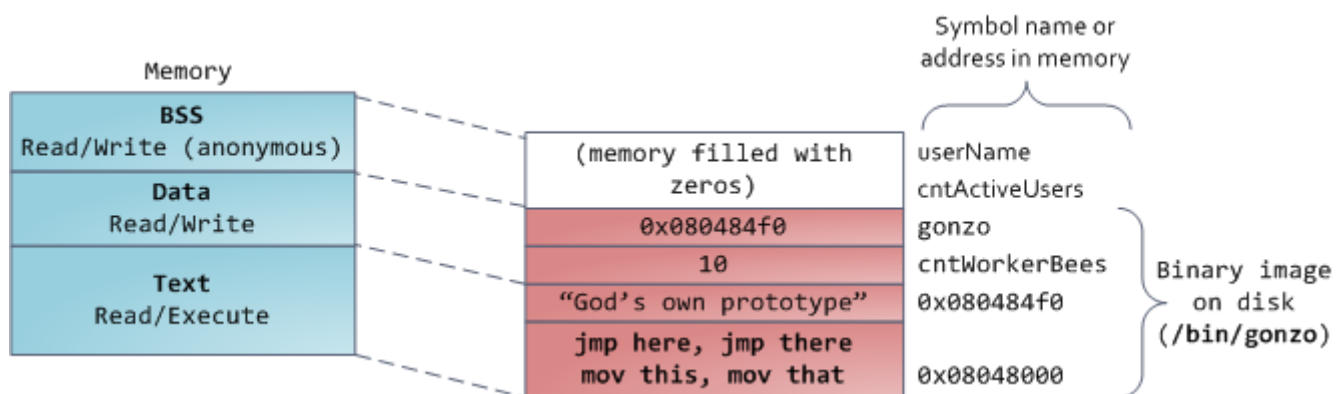 Symbol name or
address in memory
Memory
BSS
Read/Write (anonymous)
Data
Read/Write
Text
Read/Execute
(memory filled with
zeros)
0x080484f0
10
“God’s own prototype”
jmp here, jmp there
mov this, mov that
userName
cntActiveUsers
gonzo
cntWorkerBees
0x080484f0
0x08048000
Binary image
on disk
(/bin/gonzo)